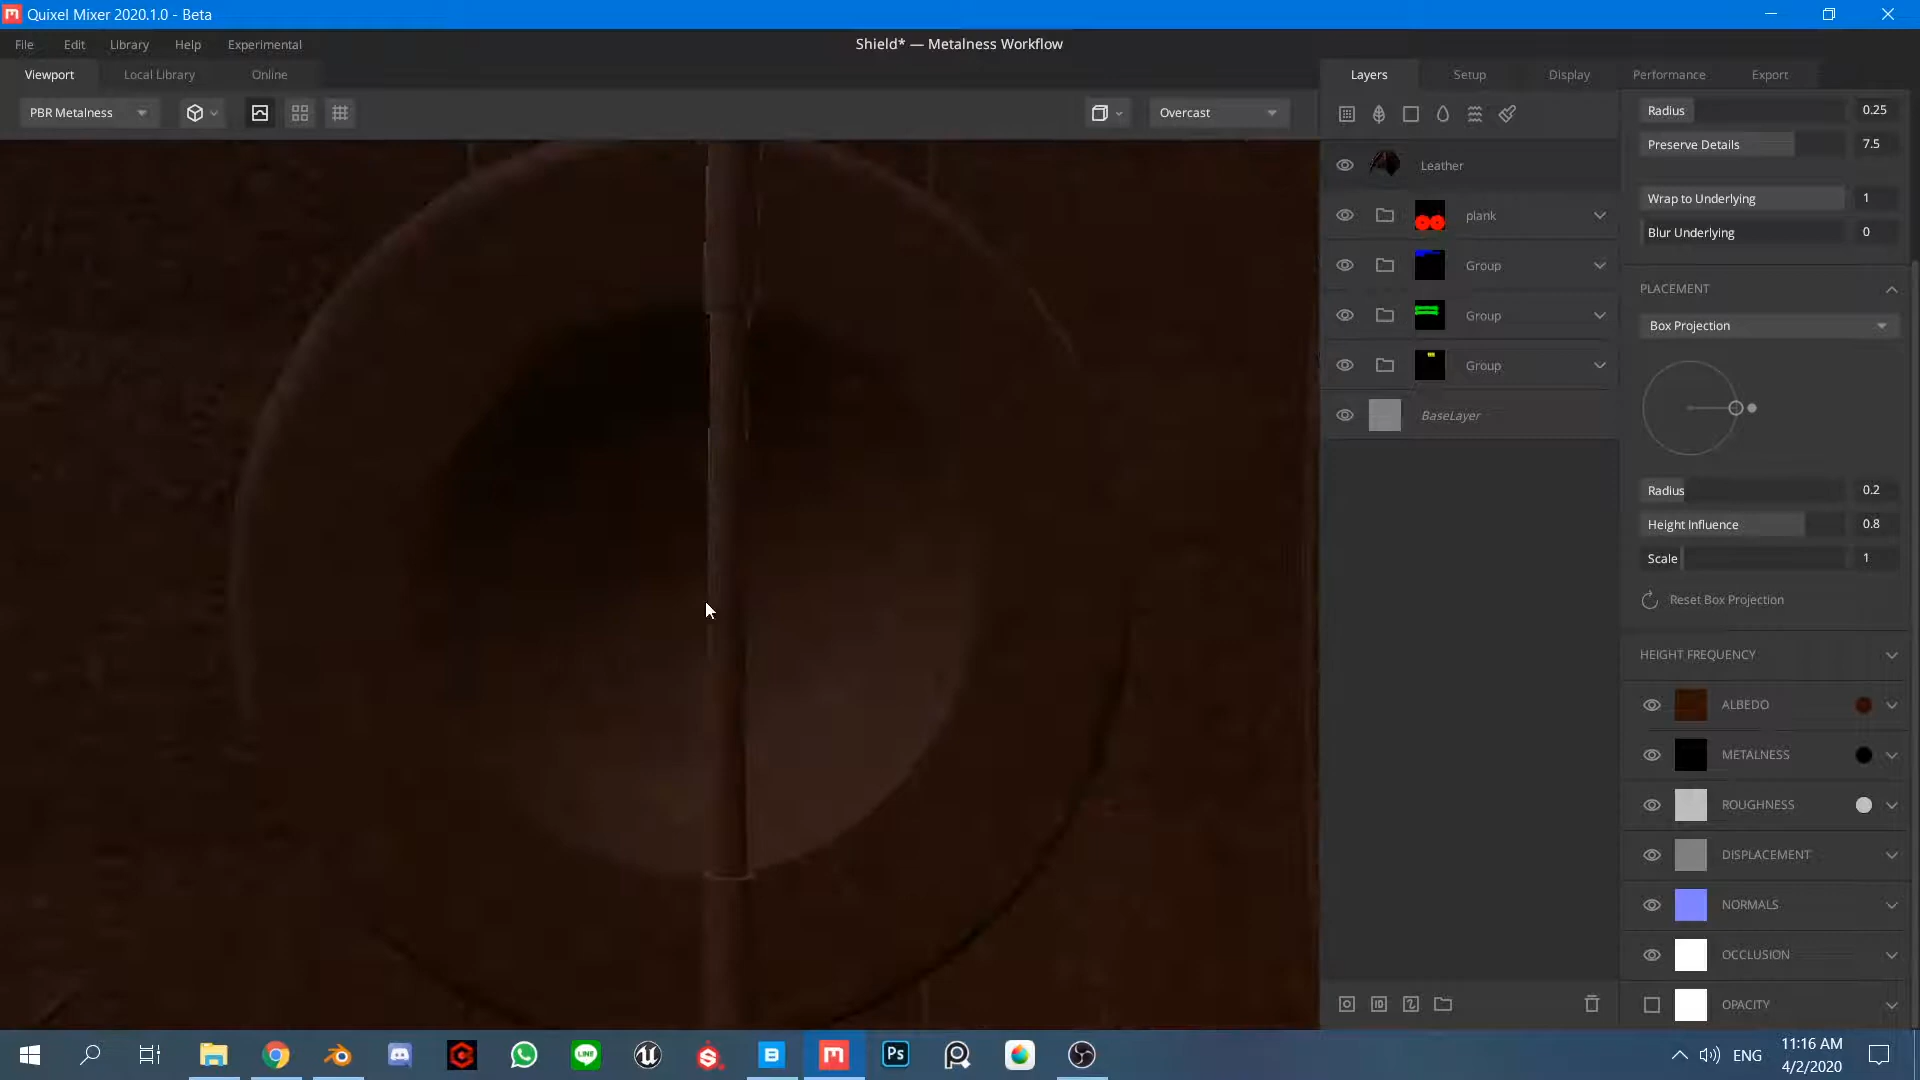 Quixel Mixer 2020.1.0 - Beta
File Edit Library Help Experimental
Shield* — Metalness Workflow
Viewport Local Library Online
Layers Setup Display Performance Export
PBR Metalness
Overcast
Radius 0.25
Preserve Details 7.5
Wrap to Underlying 1
Blur Underlying 0
Leather
plank
Group
Group
Group
BaseLayer
PLACEMENT
Box Projection
Radius 0.2
Height Influence 0.8
Scale 1
Reset Box Projection
HEIGHT FREQUENCY
ALBEDO
METALNESS
ROUGHNESS
DISPLACEMENT
NORMALS
OCCLUSION
OPACITY
ID
LINE
Ps
ENG
11:16 AM
4/2/2020